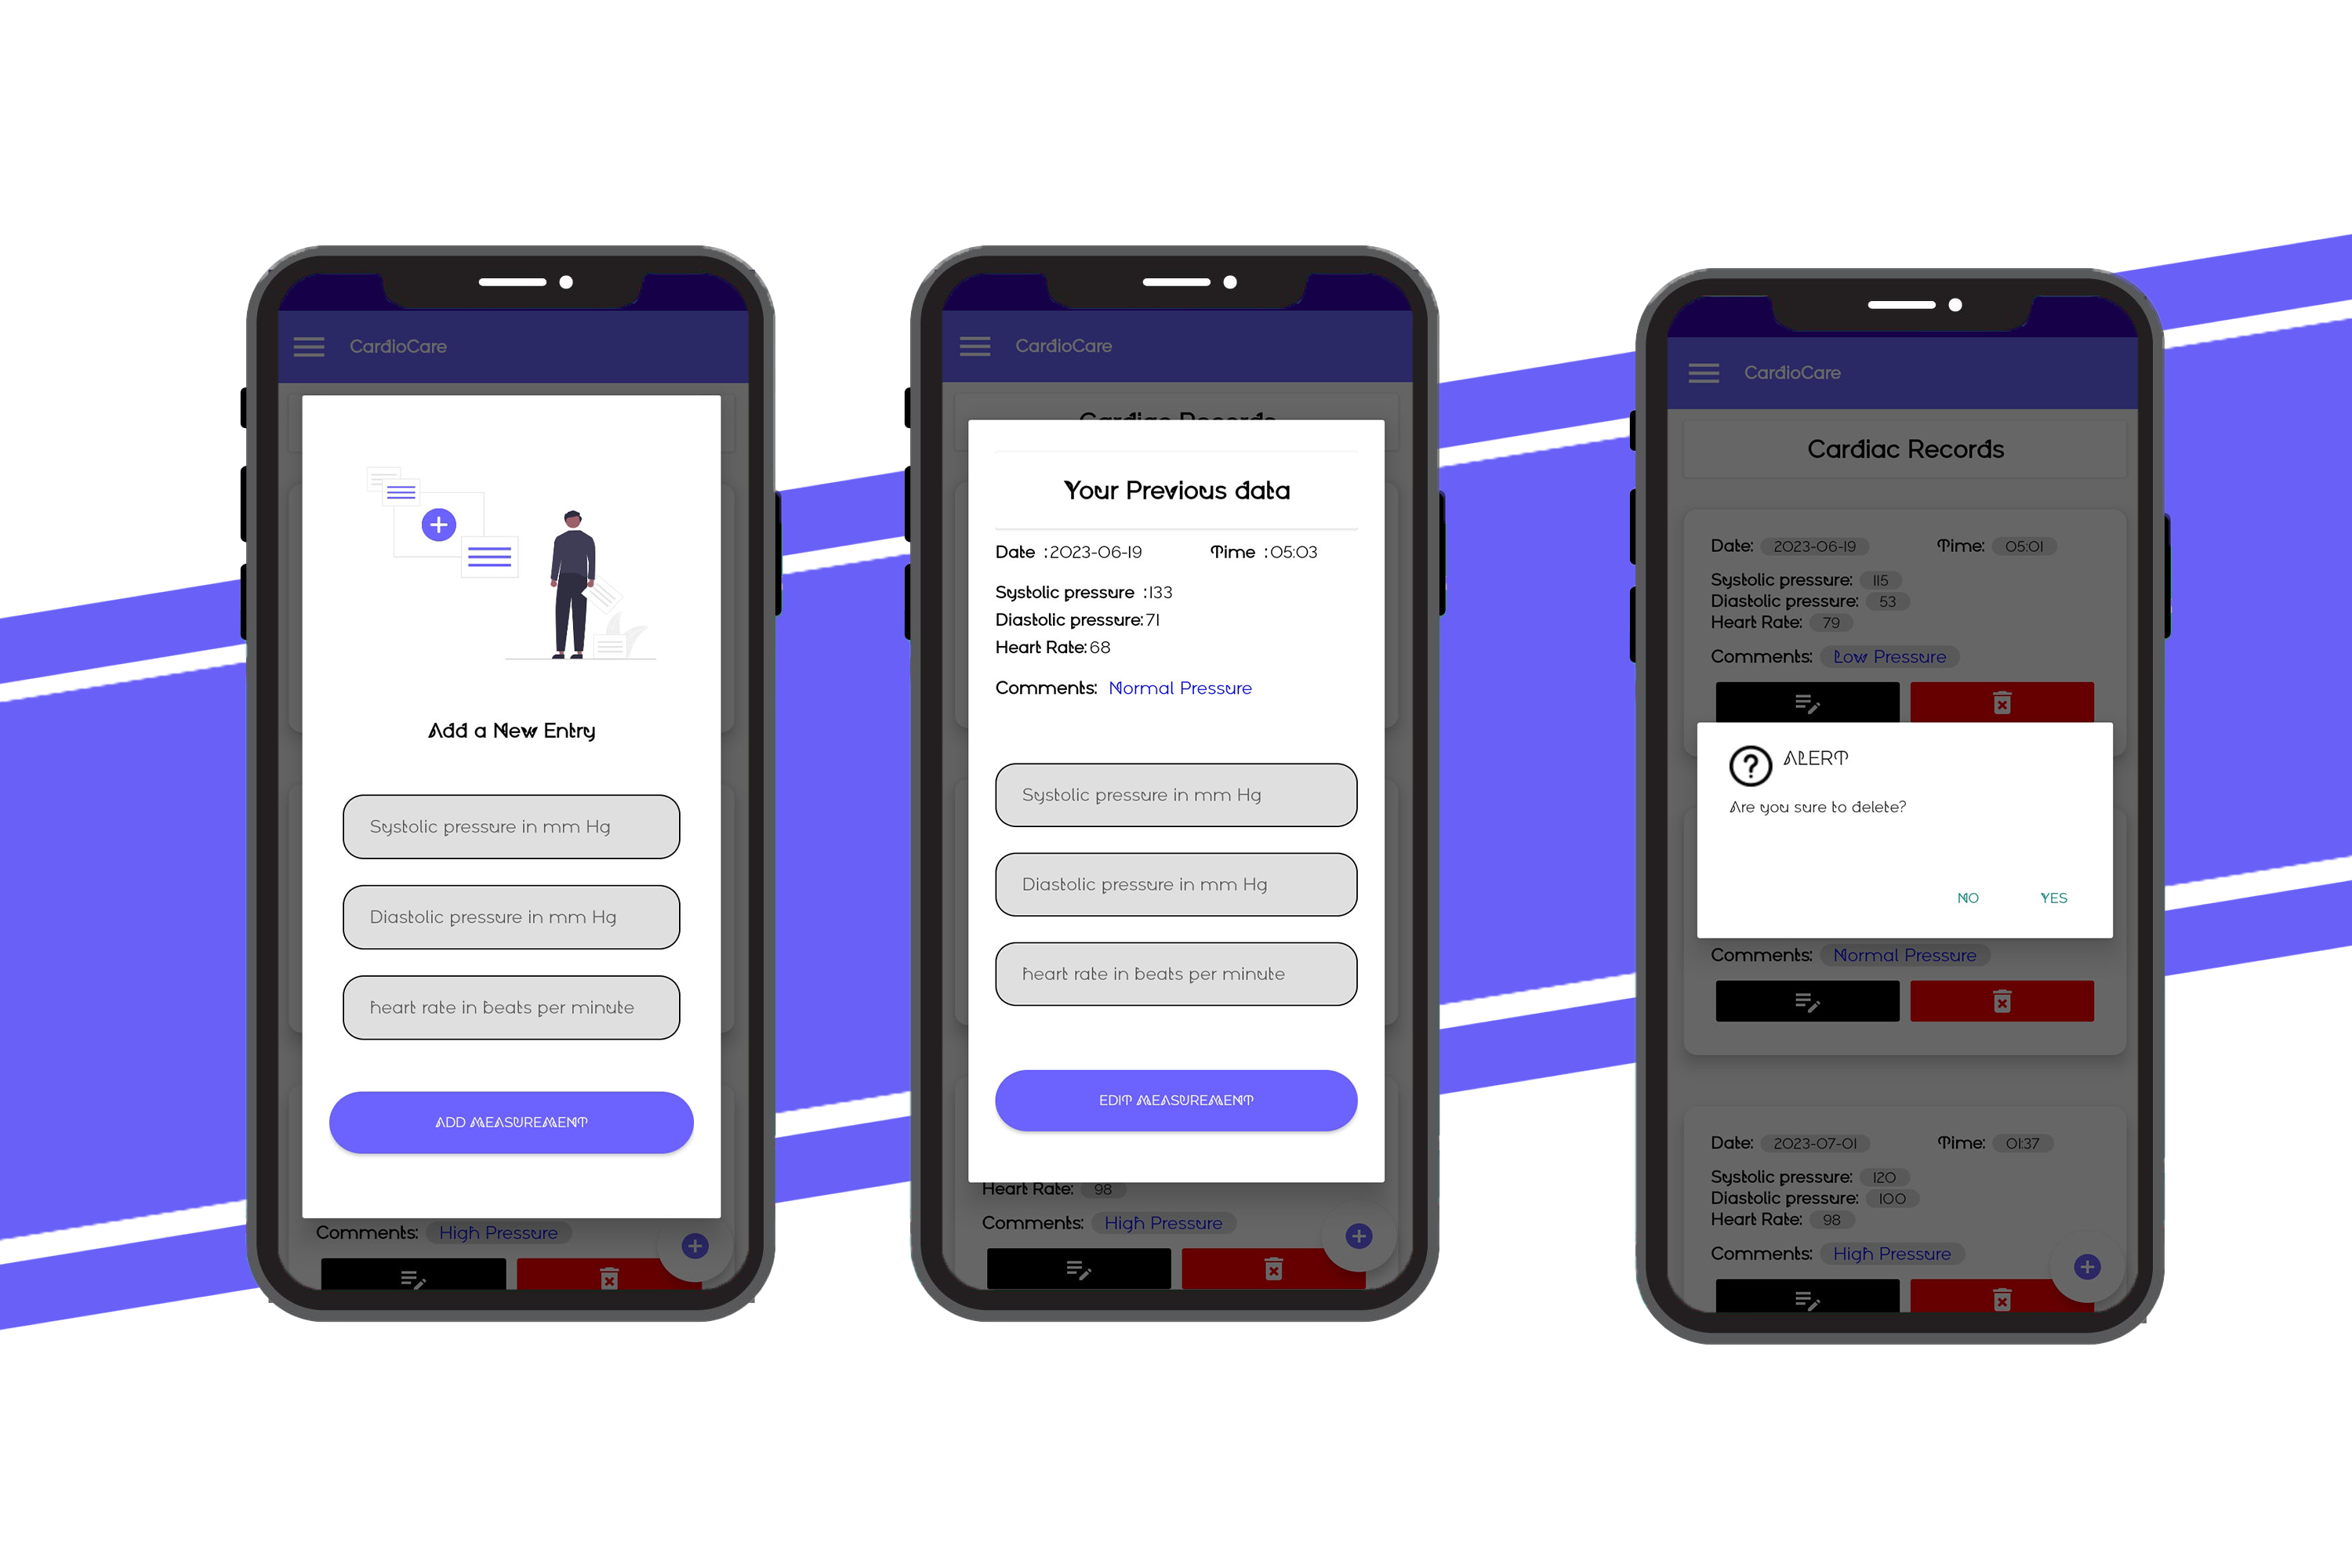 CardioCare
Add a New Entry
Systolic pressure in mm Hg
Diastolic pressure in mm Hg
heart rate in beats per minute
ADD MEASUREMENT
Comments: High Pressure
CardioCare
Cardiac Records
Your Previous data
Date :2023-06-19 Time :05:03
Systolic pressure :133
Diastolic pressure:71
Heart Rate:68
Comments: Normal Pressure
Systolic pressure in mm Hg
Diastolic pressure in mm Hg
heart rate in beats per minute
EDIT MEASUREMENT
Heart Rate: 98
Comments: High Pressure
CardioCare
Cardiac Records
Date: 2023-06-19 Time: 05:01
Systolic pressure: 115
Diastolic pressure: 53
Heart Rate: 79
Comments: Low Pressure
ALERT
Are you sure to delete?
NO YES
Comments: Normal Pressure
Date: 2023-07-01 Time: 01:37
Systolic pressure: 120
Diastolic pressure: 100
Heart Rate: 98
Comments: High Pressure